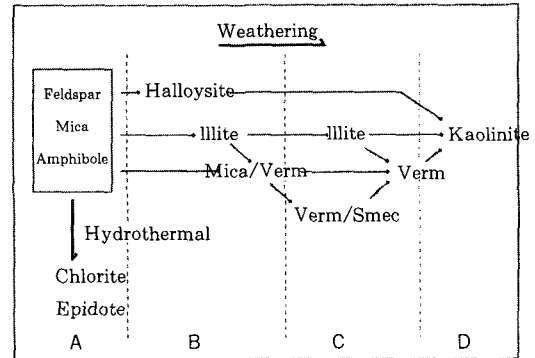 Weathering
Feldspar
Halloysite
Mica
Illite
Illite
Kaolinite
Amphibole
Mica/Verm
Verm
Verm/Smec
Hydrothermal
Chlorite
Epidote
A B C D